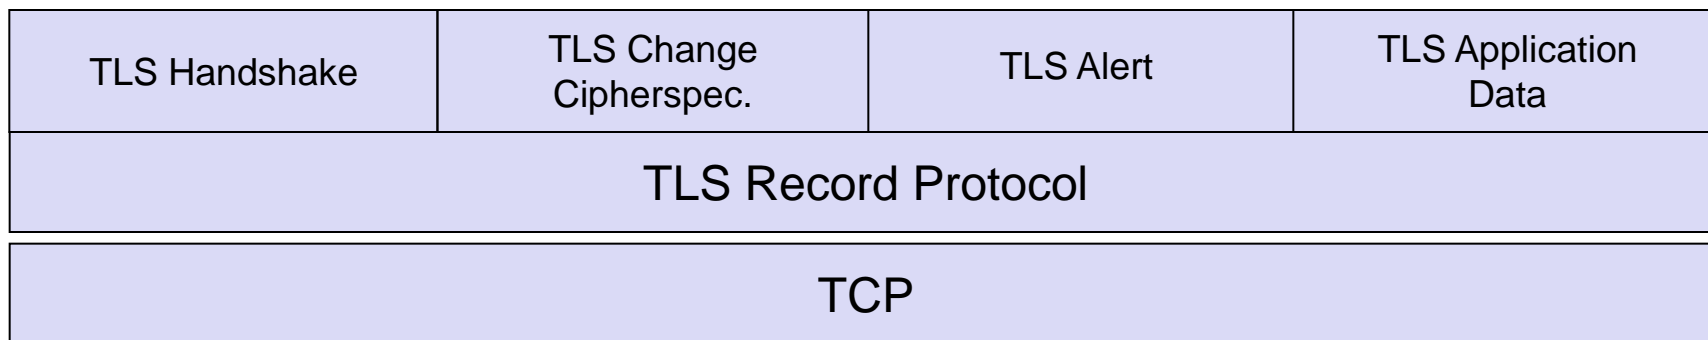 TLS Handshake
TLS Change
Cipherspec.
TLS Alert
TLS Application
Data
TLS Record Protocol
TCP